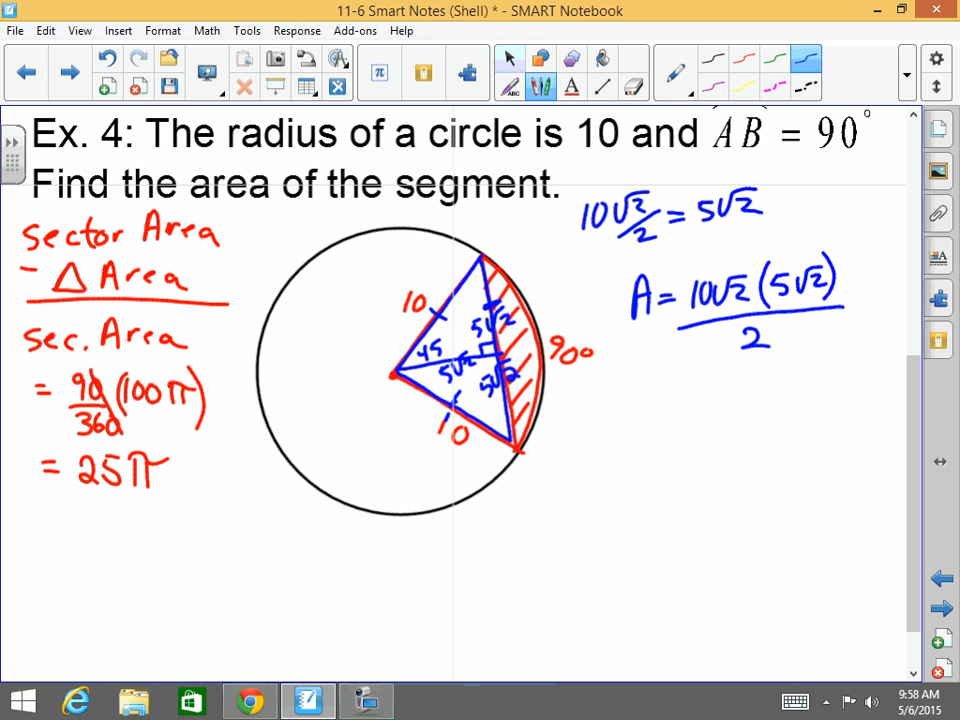 11-6 Smart Notes (Shell) * - SMART Notebook
File Edit View Insert Format Math Tools Response Add-ons Help
Ex. 4: The radius of a circle is 10 and AB = 90°
Find the area of the segment.
sector Area
- △ Area
sec. Area
= 90/360 (100π)
= 25π
10
45
5√2
5√2
5√2
10
90°
10√2/2 = 5√2
A = 10√2 (5√2)/2
9:58 AM
5/6/2015